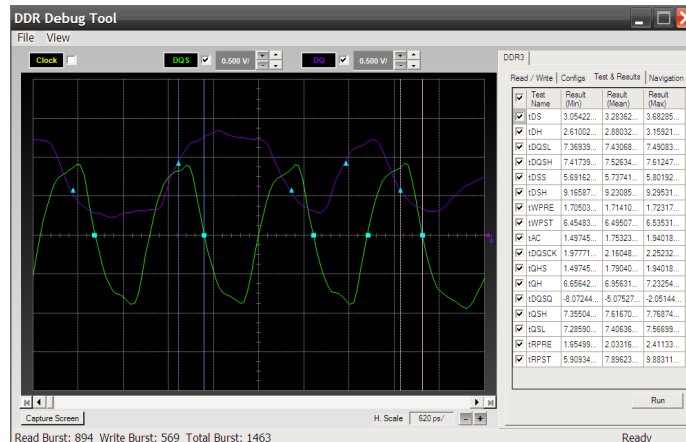 DDR Debug Tool
File View
Clock DQS 0.500 V/ DQ 0.500 V/
DDR3
Read / Write Configs Test & Results Navigation
Test Name Result (Min) Result (Mean) Result (Max)
tDS 3.05422... 3.28362... 3.68285...
tDH 2.61002... 2.88032... 3.15921...
tDQSL 7.36939... 7.43068... 7.49083...
tDQSH 7.41739... 7.52634... 7.61247...
tDSS 5.69162... 5.73741... 5.80192...
tDSH 9.16587... 9.23085... 9.29531...
tWPRE 1.70503... 1.71410... 1.72317...
tWPST 6.45483... 6.49507... 6.53531...
tAC 1.49745... 1.75323... 1.94018...
tDQSCK 1.97771... 2.16048... 2.25232...
tQHS 1.49745... 1.79040... 1.94018...
tQH 6.65642... 6.95631... 7.23254...
tDQSQ -8.07244... -5.07527... -2.05144...
tQSH 7.35504... 7.61670... 7.76874...
tQSL 7.28590... 7.40636... 7.56699...
tRPRE 1.65499... 2.03316... 2.41133...
tRPST 5.90934... 7.89623... 9.88311...
Run
Capture Screen H. Scale 620 ps/ - +
Read Burst: 894 Write Burst: 569 Total Burst: 1463 Ready